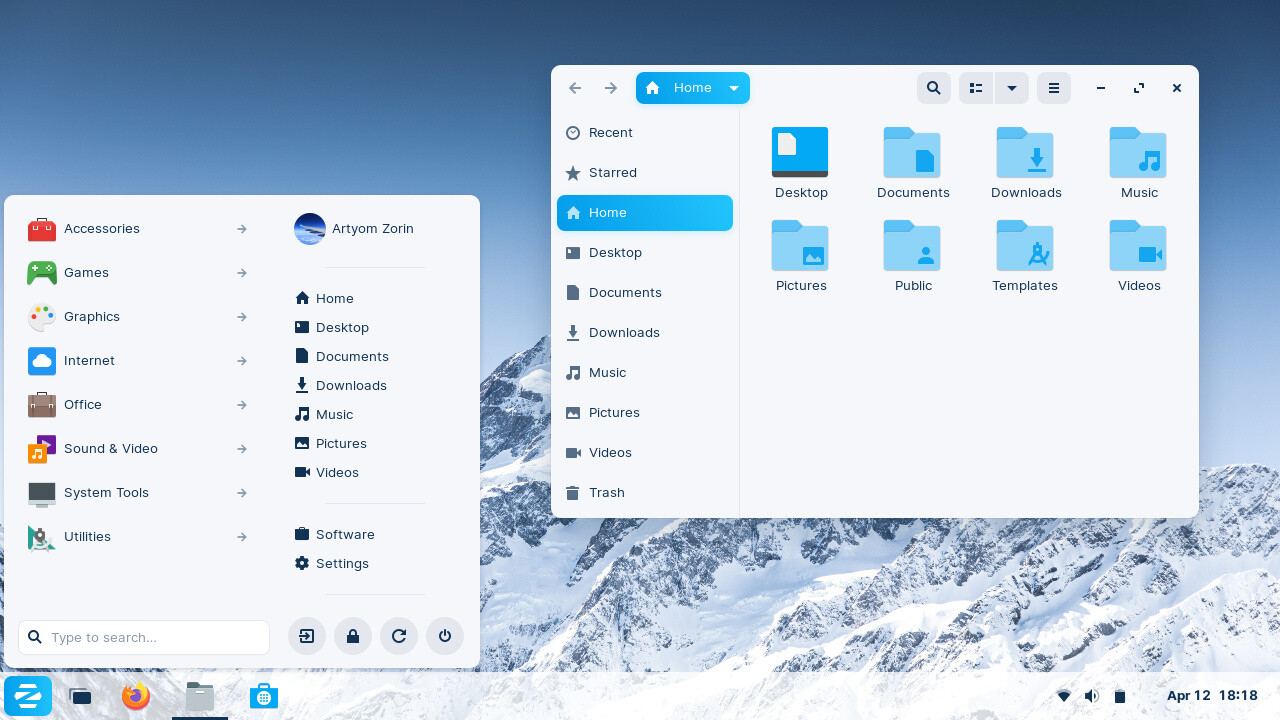 Home
Recent
Starred
Home
Desktop
Documents
Downloads
Music
Pictures
Videos
Trash
Desktop
Documents
Downloads
Music
Pictures
Public
Templates
Videos
Accessories
Games
Graphics
Internet
Office
Sound & Video
System Tools
Utilities
Type to search...
Artyom Zorin
Home
Desktop
Documents
Downloads
Music
Pictures
Videos
Software
Settings
Apr 12 18:18